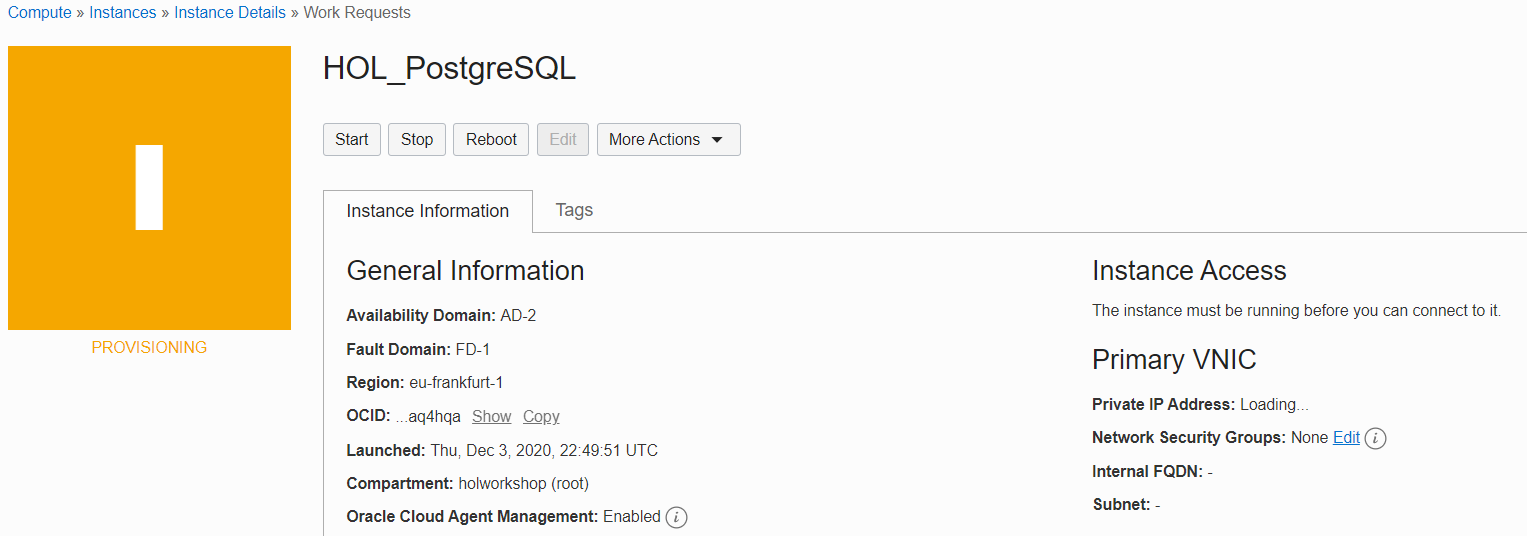 Compute » Instances » Instance Details » Work Requests
I
PROVISIONING
HOL_PostgreSQL
Start Stop Reboot Edit More Actions
Instance Information Tags
General Information
Availability Domain: AD-2
Fault Domain: FD-1
Region: eu-frankfurt-1
OCID: ...aq4hqa Show Copy
Launched: Thu, Dec 3, 2020, 22:49:51 UTC
Compartment: holworkshop (root)
Oracle Cloud Agent Management: Enabled i
Instance Access
The instance must be running before you can connect to it.
Primary VNIC
Private IP Address: Loading...
Network Security Groups: None Edit i
Internal FQDN: -
Subnet: -